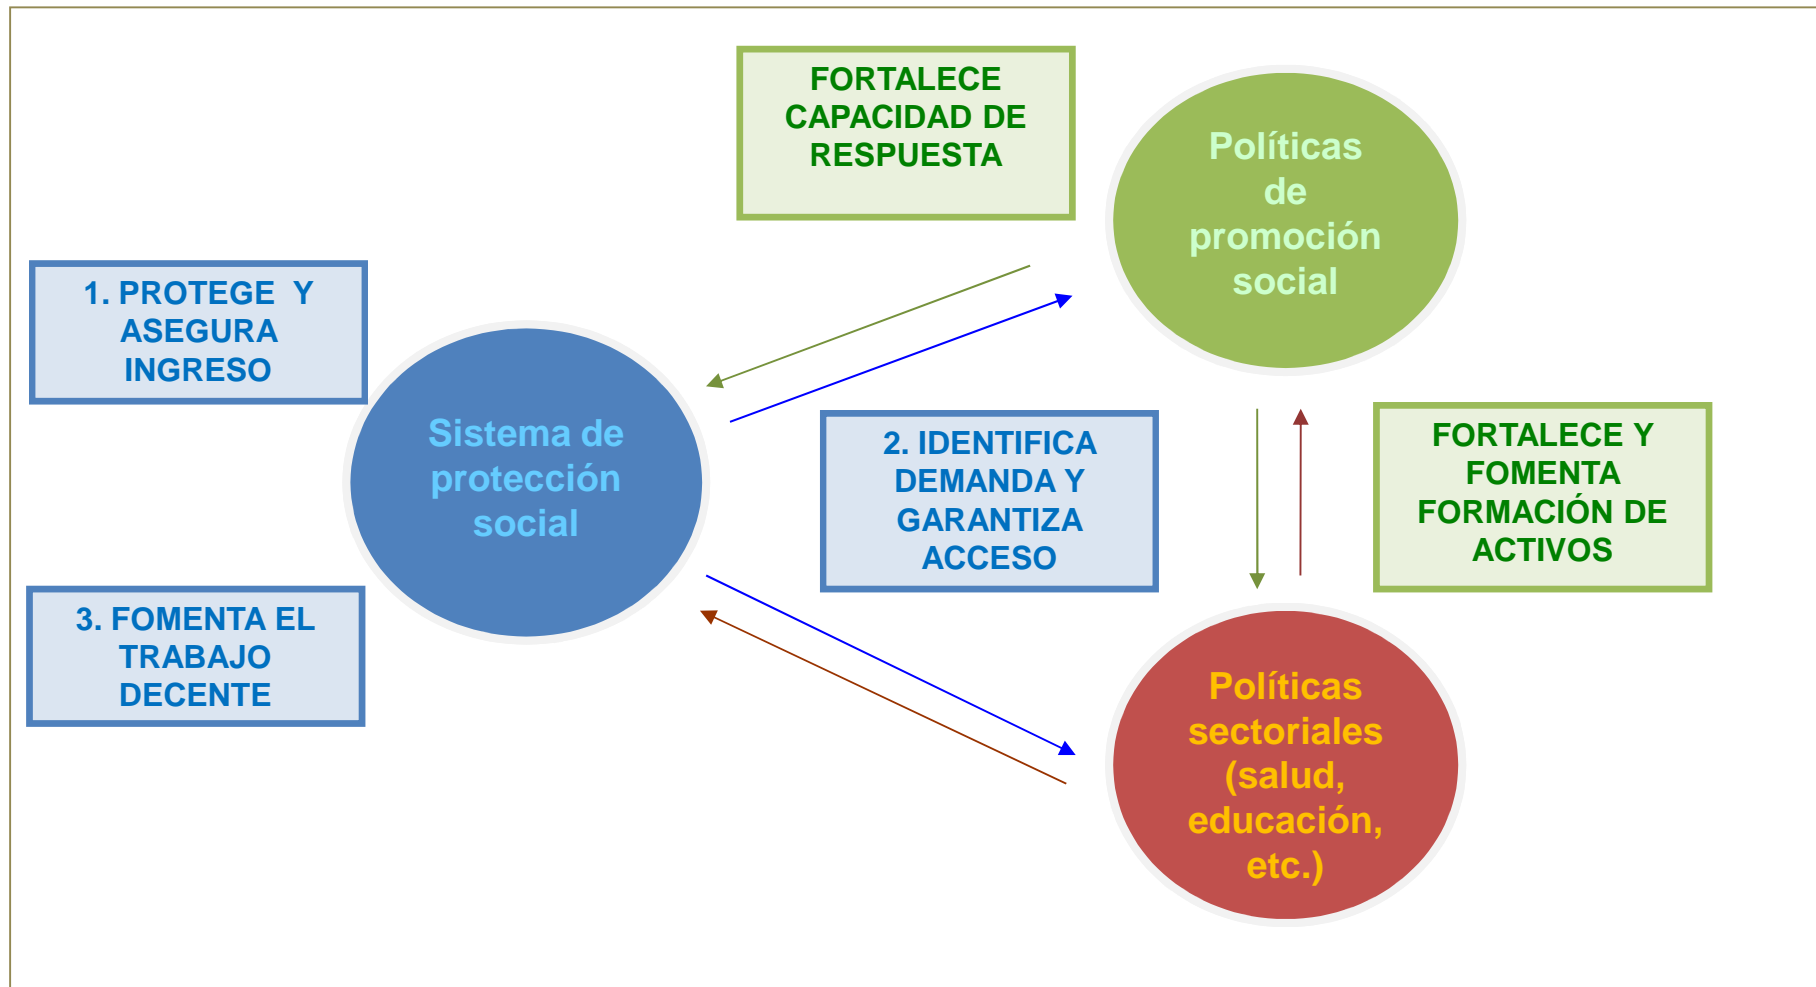 FORTALECE
CAPACIDAD DE
RESPUESTA
Políticas
de
promoción
social
1. PROTEGE  Y
ASEGURA
INGRESO
Sistema de
protección
social
2. IDENTIFICA
DEMANDA Y
GARANTIZA
ACCESO
FORTALECE Y
FOMENTA
FORMACIÓN DE
ACTIVOS
3. FOMENTA EL
TRABAJO
DECENTE
Políticas
sectoriales
(salud,
educación,
etc.)